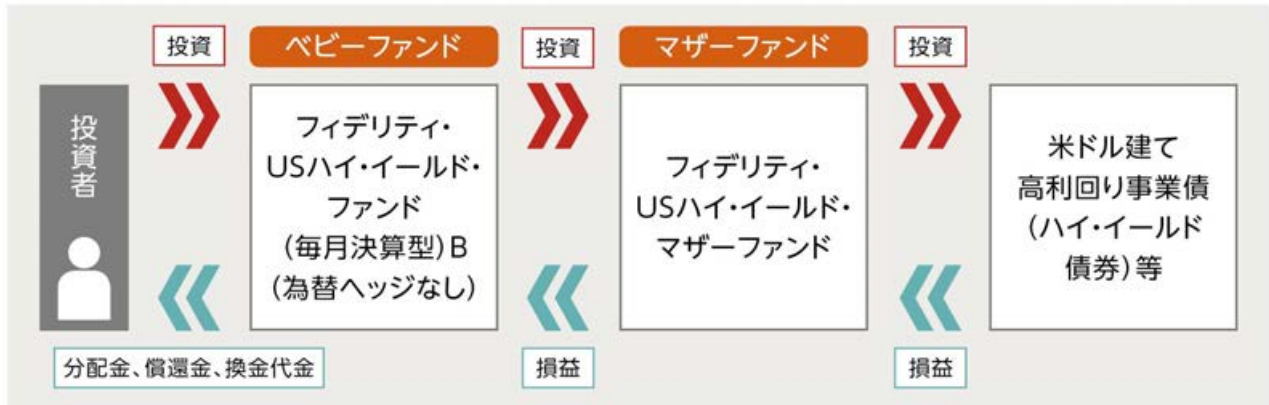 投資
ベビーファンド
投資
マザーファンド
投資
投資者
フィデリティ・
USハイ・イールド・
ファンド
(毎月決算型)B
(為替ヘッジなし)
フィデリティ・
USハイ・イールド・
マザーファンド
米ドル建て
高利回り事業債
(ハイ・イールド
債券)等
分配金、償還金、換金代金
損益
損益